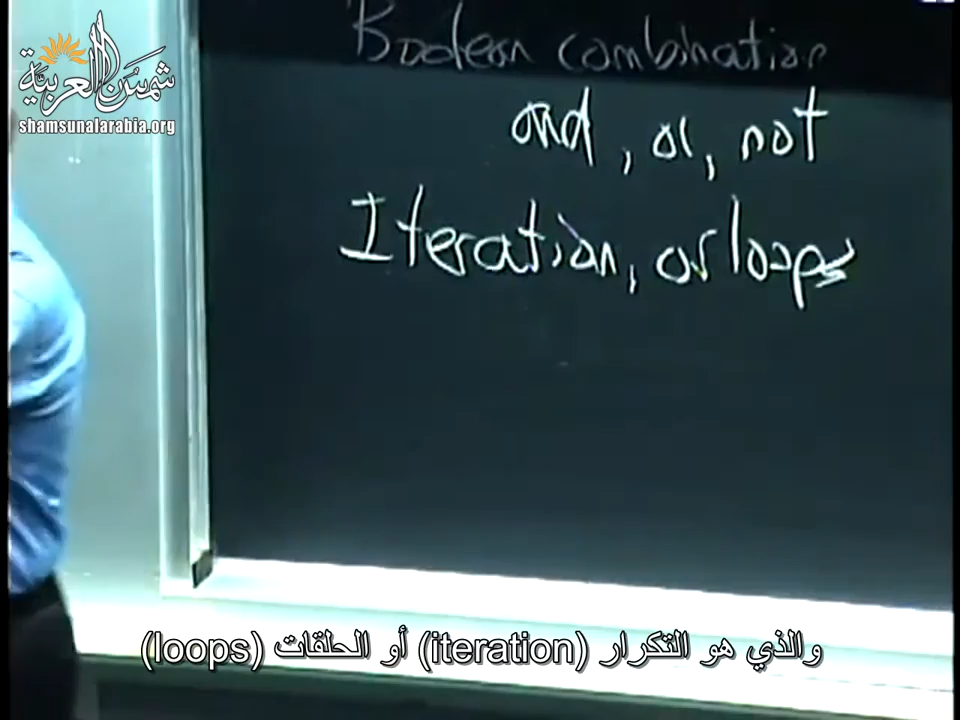 شمس العربية
shamsunalarabia.org
Boolean combination
and, or, not
Iteration, or loops
والذي هو التكرار (iteration) أو الحلقات (loops)